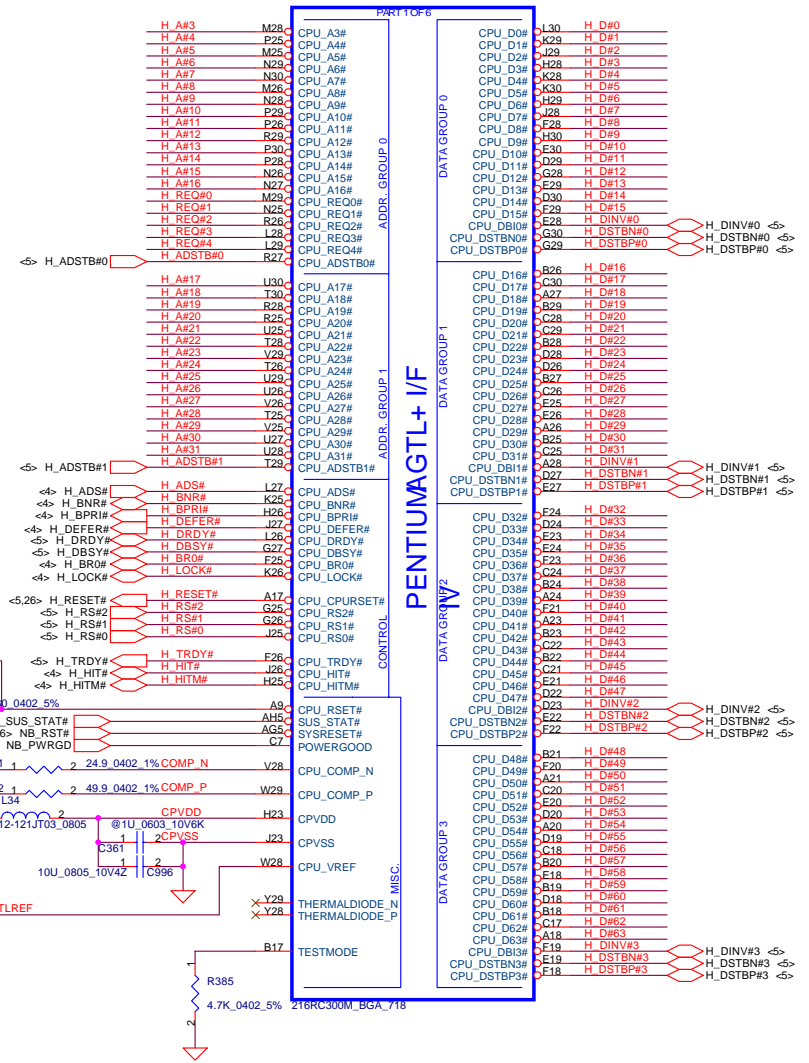 PART 1 OF 6
H_A#3 M28 CPU_A3#
H_A#4 P25 CPU_A4#
H_A#5 M25 CPU_A5#
H_A#6 N29 CPU_A6#
H_A#7 N30 CPU_A7#
H_A#8 M26 CPU_A8#
H_A#9 N28 CPU_A9#
H_A#10 P29 CPU_A10#
H_A#11 P26 CPU_A11#
H_A#12 R29 CPU_A12#
H_A#13 P30 CPU_A13#
H_A#14 P28 CPU_A14#
H_A#15 N26 CPU_A15#
H_A#16 N27 CPU_A16#
H_REQ#0 M29 CPU_REQ0#
H_REQ#1 N25 CPU_REQ1#
H_REQ#2 R26 CPU_REQ2#
H_REQ#3 L28 CPU_REQ3#
H_REQ#4 L29 CPU_REQ4#
<5> H_ADSTB#0 H_ADSTB#0 R27 CPU_ADSTB0#
ADDR. GROUP 0
H_A#17 U30 CPU_A17#
H_A#18 T30 CPU_A18#
H_A#19 R28 CPU_A19#
H_A#20 R25 CPU_A20#
H_A#21 U25 CPU_A21#
H_A#22 T28 CPU_A22#
H_A#23 V29 CPU_A23#
H_A#24 T26 CPU_A24#
H_A#25 U29 CPU_A25#
H_A#26 U26 CPU_A26#
H_A#27 V26 CPU_A27#
H_A#28 T25 CPU_A28#
H_A#29 V25 CPU_A29#
H_A#30 U27 CPU_A30#
H_A#31 U28 CPU_A31#
<5> H_ADSTB#1 H_ADSTB#1 T29 CPU_ADSTB1#
ADDR. GROUP 1
<4> H_ADS# H_ADS# L27 CPU_ADS#
<4> H_BNR# H_BNR# K25 CPU_BNR#
<4> H_BPRI# H_BPRI# H26 CPU_BPRI#
<4> H_DEFER# H_DEFER# J27 CPU_DEFER#
<5> H_DRDY# H_DRDY# L26 CPU_DRDY#
<5> H_DBSY# H_DBSY# G27 CPU_DBSY#
<4> H_BR0# H_BR0# F25 CPU_BR0#
<4> H_LOCK# H_LOCK# K26 CPU_LOCK#
<5,26> H_RESET# H_RESET# A17 CPU_CPURSET#
<5> H_RS#2 H_RS#2 G25 CPU_RS2#
<5> H_RS#1 H_RS#1 G26 CPU_RS1#
<5> H_RS#0 H_RS#0 J25 CPU_RS0#
<5> H_TRDY# H_TRDY# F26 CPU_TRDY#
<4> H_HIT# H_HIT# J26 CPU_HIT#
<4> H_HITM# H_HITM# H25 CPU_HITM#
CONTROL
0_0402_5% A9 CPU_RSET#
SUS_STAT# AH5 SUS_STAT#
6> NB_RST# AG5 SYSRESET#
NB_PWRGD C7 POWERGOOD
1 1 2 24.9_0402_1% COMP_N V28 CPU_COMP_N
2 1 2 49.9_0402_1% COMP_P W29 CPU_COMP_P
L34 2 CPVDD H23 CPVDD
12-121JT03_0805 @1U_0603_10V6K
1 2 CPVSS J23 CPVSS
C361
1 2 W28 CPU_VREF
10U_0805_10V4Z C996
TLREF
Y29 THERMALDIODE_N
Y28 THERMALDIODE_P
B17 TESTMODE
MISC.
1
R385
4.7K_0402_5%
2
216RC300M_BGA_718
PENTIUM
IV
AGTL+ I/F
CPU_D0# L30 H_D#0
CPU_D1# K29 H_D#1
CPU_D2# J29 H_D#2
CPU_D3# H28 H_D#3
CPU_D4# K28 H_D#4
CPU_D5# K30 H_D#5
CPU_D6# H29 H_D#6
CPU_D7# J28 H_D#7
CPU_D8# F28 H_D#8
CPU_D9# H30 H_D#9
CPU_D10# E30 H_D#10
CPU_D11# D29 H_D#11
CPU_D12# G28 H_D#12
CPU_D13# E29 H_D#13
CPU_D14# D30 H_D#14
CPU_D15# F29 H_D#15
CPU_DBI0# E28 H_DINV#0 H_DINV#0 <5>
CPU_DSTBN0# G30 H_DSTBN#0 H_DSTBN#0 <5>
CPU_DSTBP0# G29 H_DSTBP#0 H_DSTBP#0 <5>
DATA GROUP 0
CPU_D16# B26 H_D#16
CPU_D17# C30 H_D#17
CPU_D18# A27 H_D#18
CPU_D19# B29 H_D#19
CPU_D20# C28 H_D#20
CPU_D21# C29 H_D#21
CPU_D22# B28 H_D#22
CPU_D23# D28 H_D#23
CPU_D24# D26 H_D#24
CPU_D25# B27 H_D#25
CPU_D26# C26 H_D#26
CPU_D27# E25 H_D#27
CPU_D28# E26 H_D#28
CPU_D29# A26 H_D#29
CPU_D30# B25 H_D#30
CPU_D31# C25 H_D#31
CPU_DBI1# A28 H_DINV#1 H_DINV#1 <5>
CPU_DSTBN1# D27 H_DSTBN#1 H_DSTBN#1 <5>
CPU_DSTBP1# E27 H_DSTBP#1 H_DSTBP#1 <5>
DATA GROUP 1
CPU_D32# F24 H_D#32
CPU_D33# D24 H_D#33
CPU_D34# E23 H_D#34
CPU_D35# E24 H_D#35
CPU_D36# F23 H_D#36
CPU_D37# C24 H_D#37
CPU_D38# B24 H_D#38
CPU_D39# A24 H_D#39
CPU_D40# F21 H_D#40
CPU_D41# A23 H_D#41
CPU_D42# B23 H_D#42
CPU_D43# C22 H_D#43
CPU_D44# B22 H_D#44
CPU_D45# C21 H_D#45
CPU_D46# E21 H_D#46
CPU_D47# D22 H_D#47
CPU_DBI2# D23 H_DINV#2 H_DINV#2 <5>
CPU_DSTBN2# E22 H_DSTBN#2 H_DSTBN#2 <5>
CPU_DSTBP2# F22 H_DSTBP#2 H_DSTBP#2 <5>
DATA GROUP 2
CPU_D48# B21 H_D#48
CPU_D49# F20 H_D#49
CPU_D50# A21 H_D#50
CPU_D51# C20 H_D#51
CPU_D52# E20 H_D#52
CPU_D53# D20 H_D#53
CPU_D54# A20 H_D#54
CPU_D55# D19 H_D#55
CPU_D56# C18 H_D#56
CPU_D57# B20 H_D#57
CPU_D58# E18 H_D#58
CPU_D59# B19 H_D#59
CPU_D60# D18 H_D#60
CPU_D61# B18 H_D#61
CPU_D62# C17 H_D#62
CPU_D63# A18 H_D#63
CPU_DBI3# F19 H_DINV#3 H_DINV#3 <5>
CPU_DSTBN3# E19 H_DSTBN#3 H_DSTBN#3 <5>
CPU_DSTBP3# F18 H_DSTBP#3 H_DSTBP#3 <5>
DATA GROUP 3